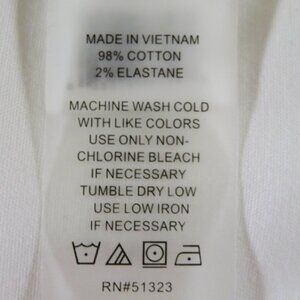 MADE IN VIETNAM
98% COTTON
2% ELASTANE
MACHINE WASH COLD
WITH LIKE COLORS
USE ONLY NON-
CHLORINE BLEACH
IF NECESSARY
TUMBLE DRY LOW
USE LOW IRON
IF NECESSARY
RN#51323